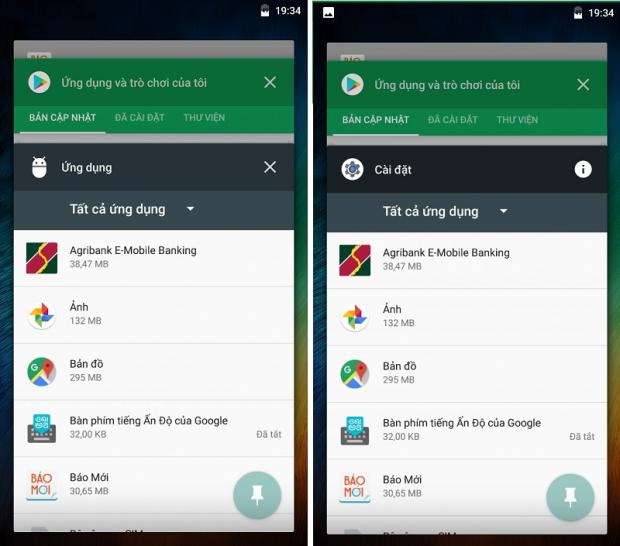 19:34
BÁO
Ứng dụng và trò chơi của tôi
BẢN CẬP NHẬT ĐÃ CÀI ĐẶT THƯ VIỆN
Ứng dụng
Tất cả ứng dụng
Agribank E-Mobile Banking
38,47 MB
Ảnh
132 MB
Bản đồ
295 MB
Bàn phím tiếng Ấn Độ của Google
32,00 KB Đã tắt
BÁO MỚI
Báo Mới
30,65 MB
19:34
Ứng dụng và trò chơi của tôi
BẢN CẬP NHẬT ĐÃ CÀI ĐẶT THƯ VIỆN
Cài đặt
Tất cả ứng dụng
Agribank E-Mobile Banking
38,47 MB
Ảnh
132 MB
Bản đồ
295 MB
Bàn phím tiếng Ấn Độ của Google
32,00 KB Đã tắt
BÁO MỚI
Báo Mới
30,65 MB